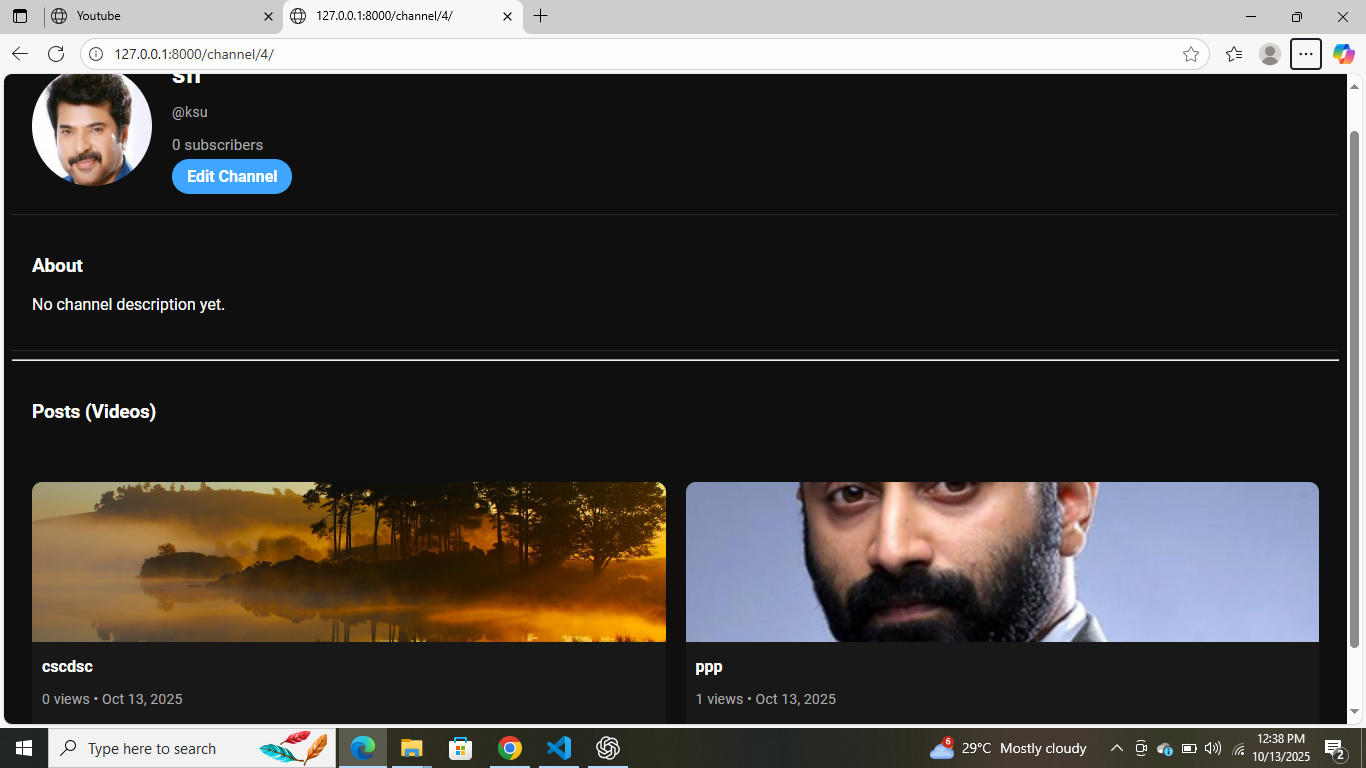 Youtube
127.0.0.1:8000/channel/4/
127.0.0.1:8000/channel/4/
@ksu
0 subscribers
Edit Channel
About
No channel description yet.
Posts (Videos)
cscdsc
0 views • Oct 13, 2025
ppp
1 views • Oct 13, 2025
Type here to search
6
29°C Mostly cloudy
12:38 PM
10/13/2025
2